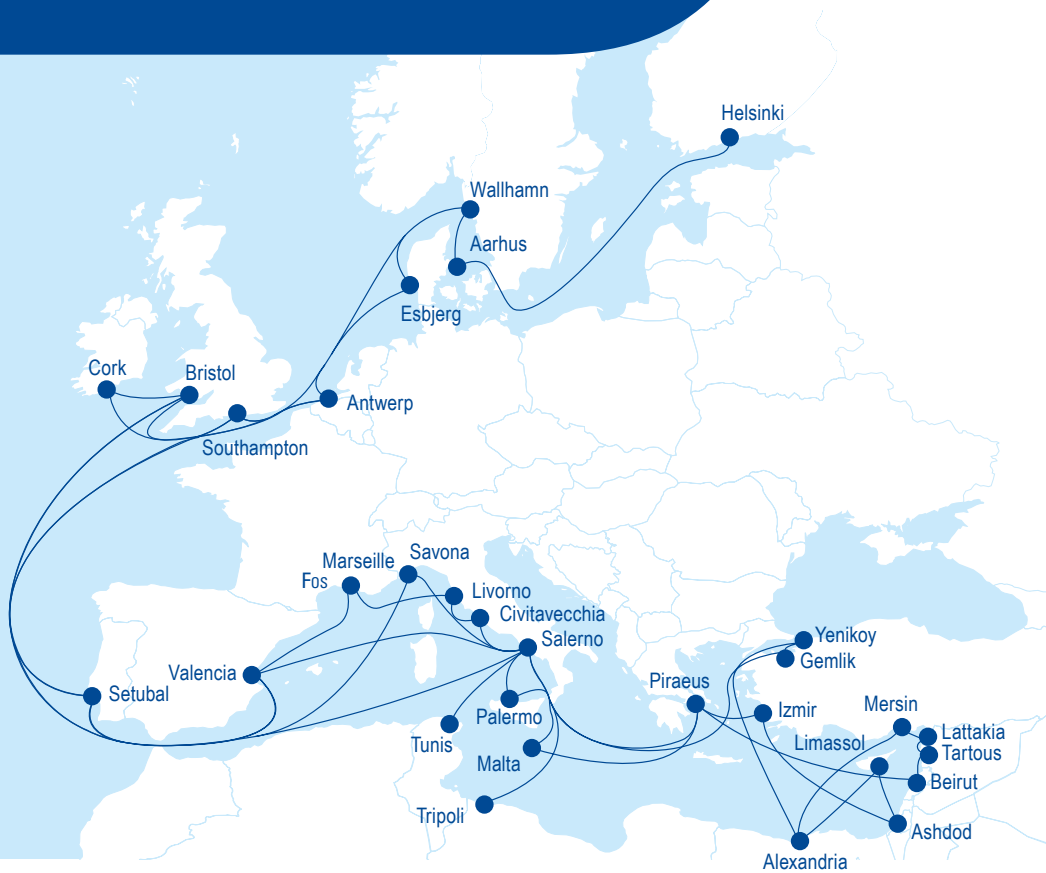 Helsinki
Wallhamn
Aarhus
Esbjerg
Cork
Bristol
Antwerp
Southampton
Savona
Marseille
Fos
Livorno
Civitavecchia
Salerno
Yenikoy
Gemlik
Valencia
Piraeus
Setubal
Mersin
Izmir
Palermo
Lattakia
Tunis
Limassol
Tartous
Malta
Beirut
Tripoli
Ashdod
Alexandria